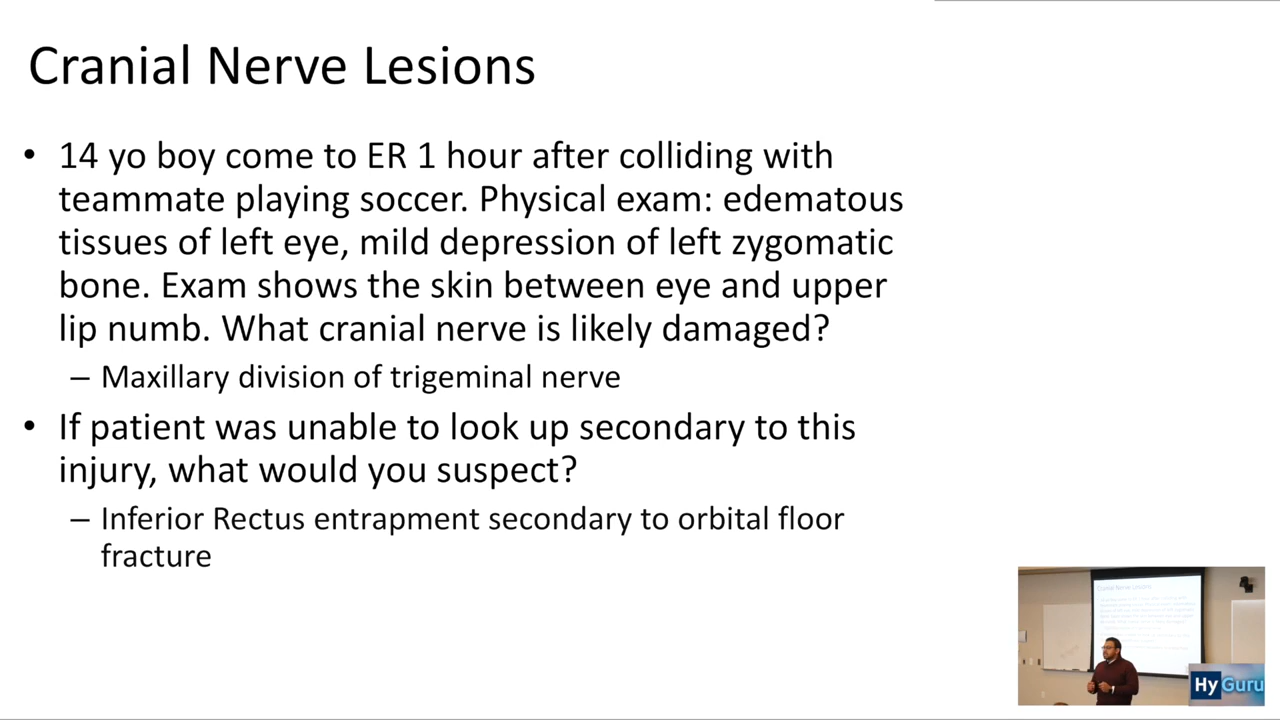 Cranial Nerve Lesions
• 14 yo boy come to ER 1 hour after colliding with
teammate playing soccer. Physical exam: edematous
tissues of left eye, mild depression of left zygomatic
bone. Exam shows the skin between eye and upper
lip numb. What cranial nerve is likely damaged?
– Maxillary division of trigeminal nerve
• If patient was unable to look up secondary to this
injury, what would you suspect?
– Inferior Rectus entrapment secondary to orbital floor
fracture
Cranial Nerve Lesions
HyGuru